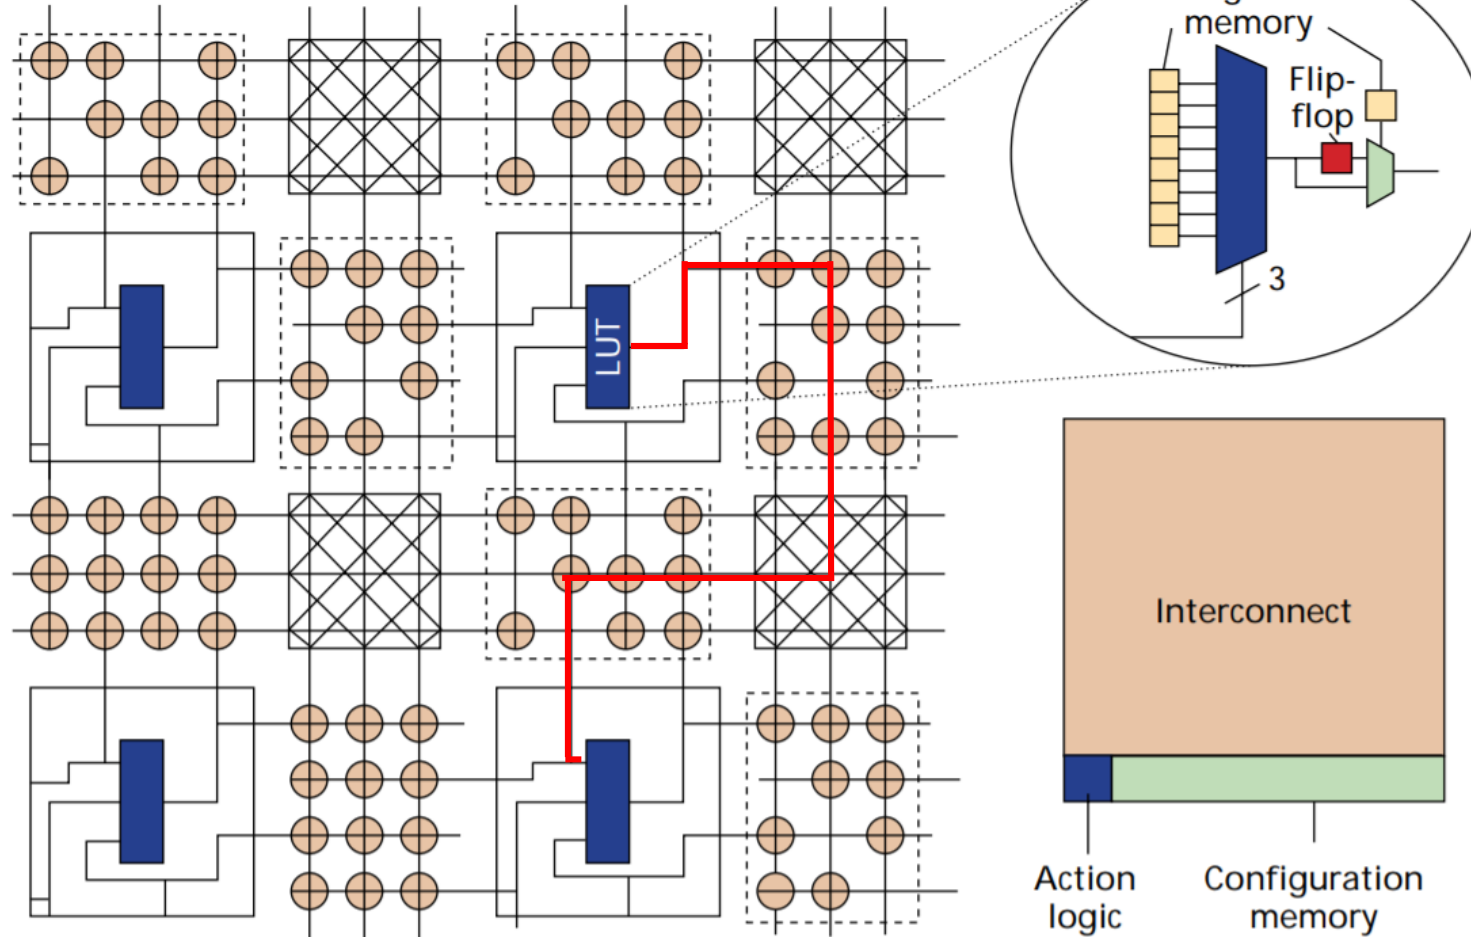 memory
Flip-
flop
3
LUT
Interconnect
Action
logic
Configuration
memory